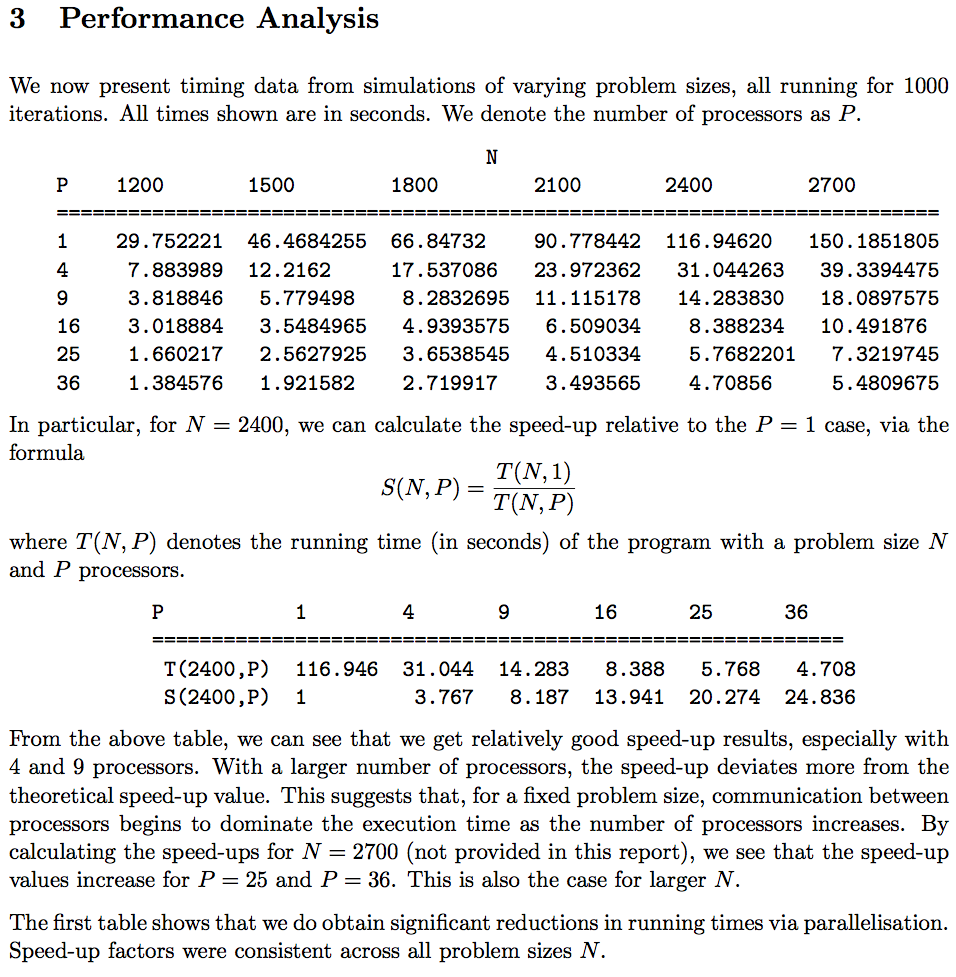 3 Performance Analysis
We now present timing data from simulations of varying problem sizes, all running for 1000
iterations. All times shown are in seconds. We denote the number of processors as P.
N
P 1200 1500 1800 2100 2400 2700
==========================================================================
1 29.752221 46.4684255 66.84732 90.778442 116.94620 150.1851805
4 7.883989 12.2162 17.537086 23.972362 31.044263 39.3394475
9 3.818846 5.779498 8.2832695 11.115178 14.283830 18.0897575
16 3.018884 3.5484965 4.9393575 6.509034 8.388234 10.491876
25 1.660217 2.5627925 3.6538545 4.510334 5.7682201 7.3219745
36 1.384576 1.921582 2.719917 3.493565 4.70856 5.4809675
In particular, for N = 2400, we can calculate the speed-up relative to the P = 1 case, via the
formula
S(N, P) = T(N, 1) / T(N, P)
where T(N, P) denotes the running time (in seconds) of the program with a problem size N
and P processors.
P 1 4 9 16 25 36
==========================================================
T(2400,P) 116.946 31.044 14.283 8.388 5.768 4.708
S(2400,P) 1 3.767 8.187 13.941 20.274 24.836
From the above table, we can see that we get relatively good speed-up results, especially with
4 and 9 processors. With a larger number of processors, the speed-up deviates more from the
theoretical speed-up value. This suggests that, for a fixed problem size, communication between
processors begins to dominate the execution time as the number of processors increases. By
calculating the speed-ups for N = 2700 (not provided in this report), we see that the speed-up
values increase for P = 25 and P = 36. This is also the case for larger N.
The first table shows that we do obtain significant reductions in running times via parallelisation.
Speed-up factors were consistent across all problem sizes N.